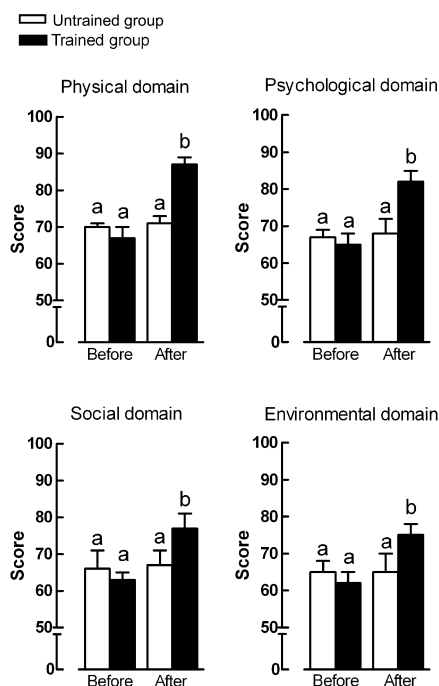 Untrained group
Trained group
Physical domain
100
90
80
70
60
50
0
Score
a
a
a
b
Before
After
Psychological domain
100
90
80
70
60
50
0
Score
a
a
a
b
Before
After
Social domain
100
90
80
70
60
50
0
Score
a
a
a
b
Before
After
Environmental domain
100
90
80
70
60
50
0
Score
a
a
a
b
Before
After